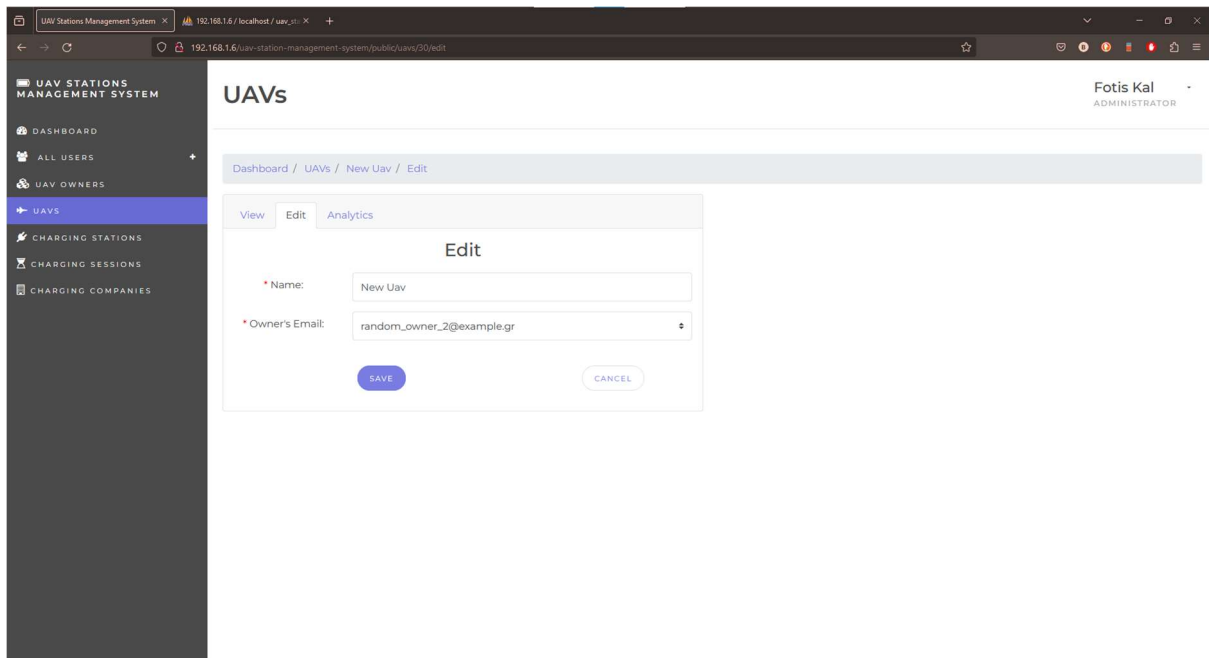 UAV Stations Management System
192.168.1.6 / localhost / uav_st
192.168.1.6/uav-station-management-system/public/uavs/30/edit
UAV STATIONS
MANAGEMENT SYSTEM
DASHBOARD
ALL USERS +
UAV OWNERS
UAVS
CHARGING STATIONS
CHARGING SESSIONS
CHARGING COMPANIES
UAVs
Fotis Kal
ADMINISTRATOR
Dashboard / UAVs / New Uav / Edit
View Edit Analytics
Edit
* Name: New Uav
* Owner's Email: random_owner_2@example.gr
SAVE CANCEL